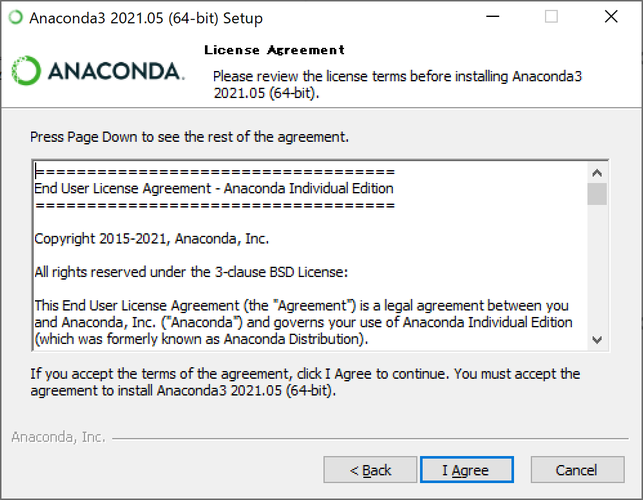 Anaconda3 2021.05 (64-bit) Setup
License Agreement
ANACONDA.
Please review the license terms before installing Anaconda3
2021.05 (64-bit).
Press Page Down to see the rest of the agreement.
===================================
End User License Agreement - Anaconda Individual Edition
===================================
Copyright 2015-2021, Anaconda, Inc.
All rights reserved under the 3-clause BSD License:
This End User License Agreement (the "Agreement") is a legal agreement between you
and Anaconda, Inc. ("Anaconda") and governs your use of Anaconda Individual Edition
(which was formerly known as Anaconda Distribution).
If you accept the terms of the agreement, click I Agree to continue. You must accept the
agreement to install Anaconda3 2021.05 (64-bit).
Anaconda, Inc.
< Back
I Agree
Cancel